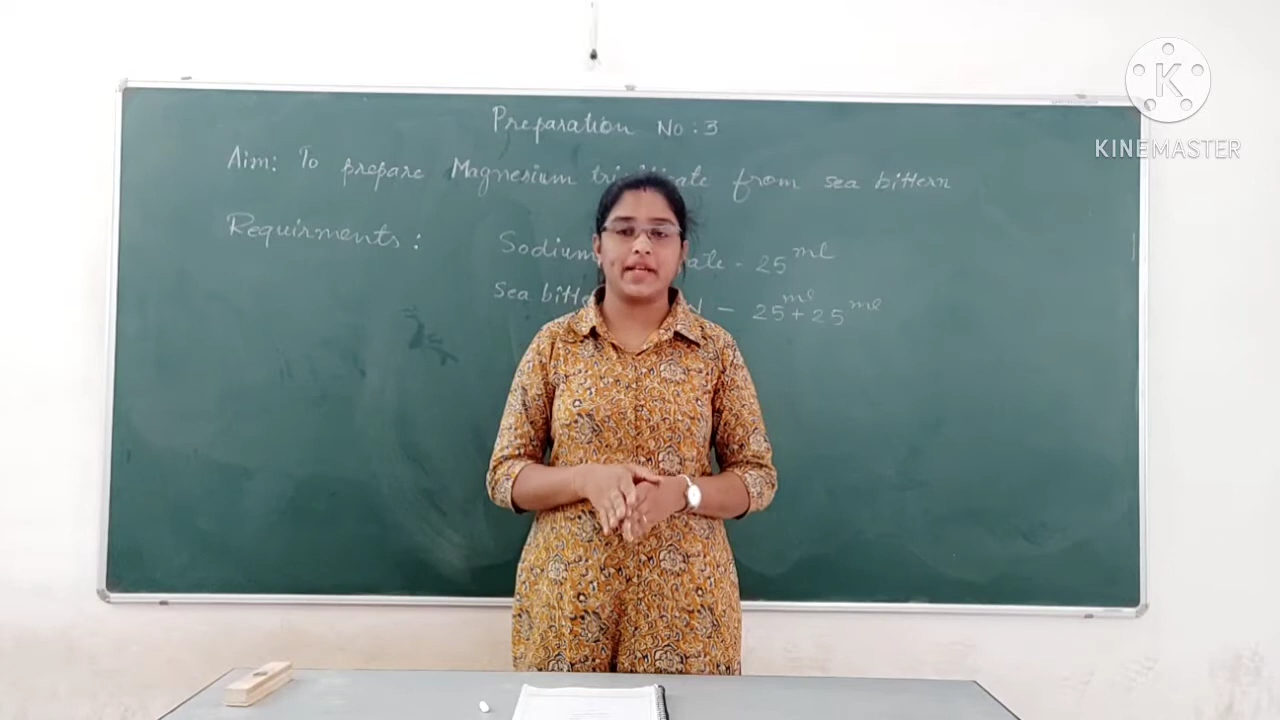 K
KINEMASTER
Preparation No: 3
Aim: To prepare Magnesium from sea bittern
Requirments: Sodium - 25 ml
Sea - 25 ml + 25 ml